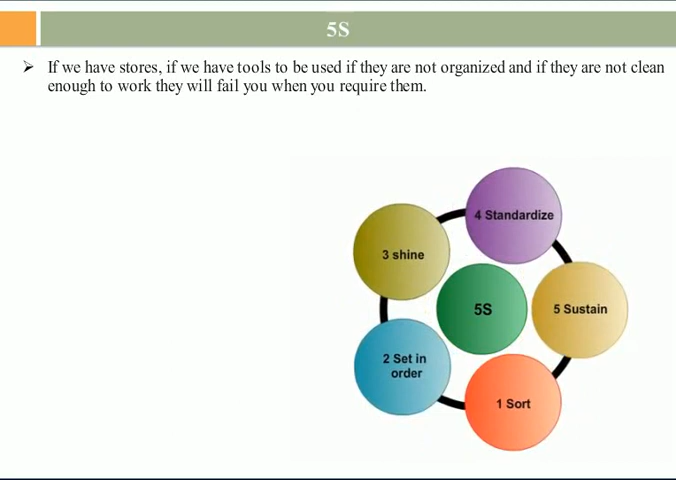 5S
➢ If we have stores, if we have tools to be used if they are not organized and if they are not clean
enough to work they will fail you when you require them.
4 Standardize
3 shine
5S
5 Sustain
2 Set in
order
1 Sort